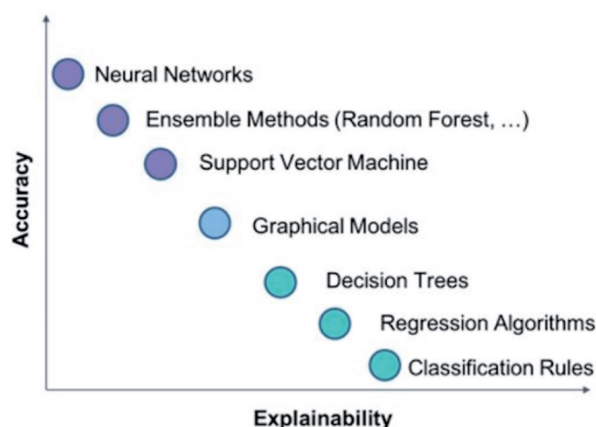 Neural Networks
Ensemble Methods (Random Forest, …)
Support Vector Machine
Graphical Models
Decision Trees
Regression Algorithms
Classification Rules
Accuracy
Explainability